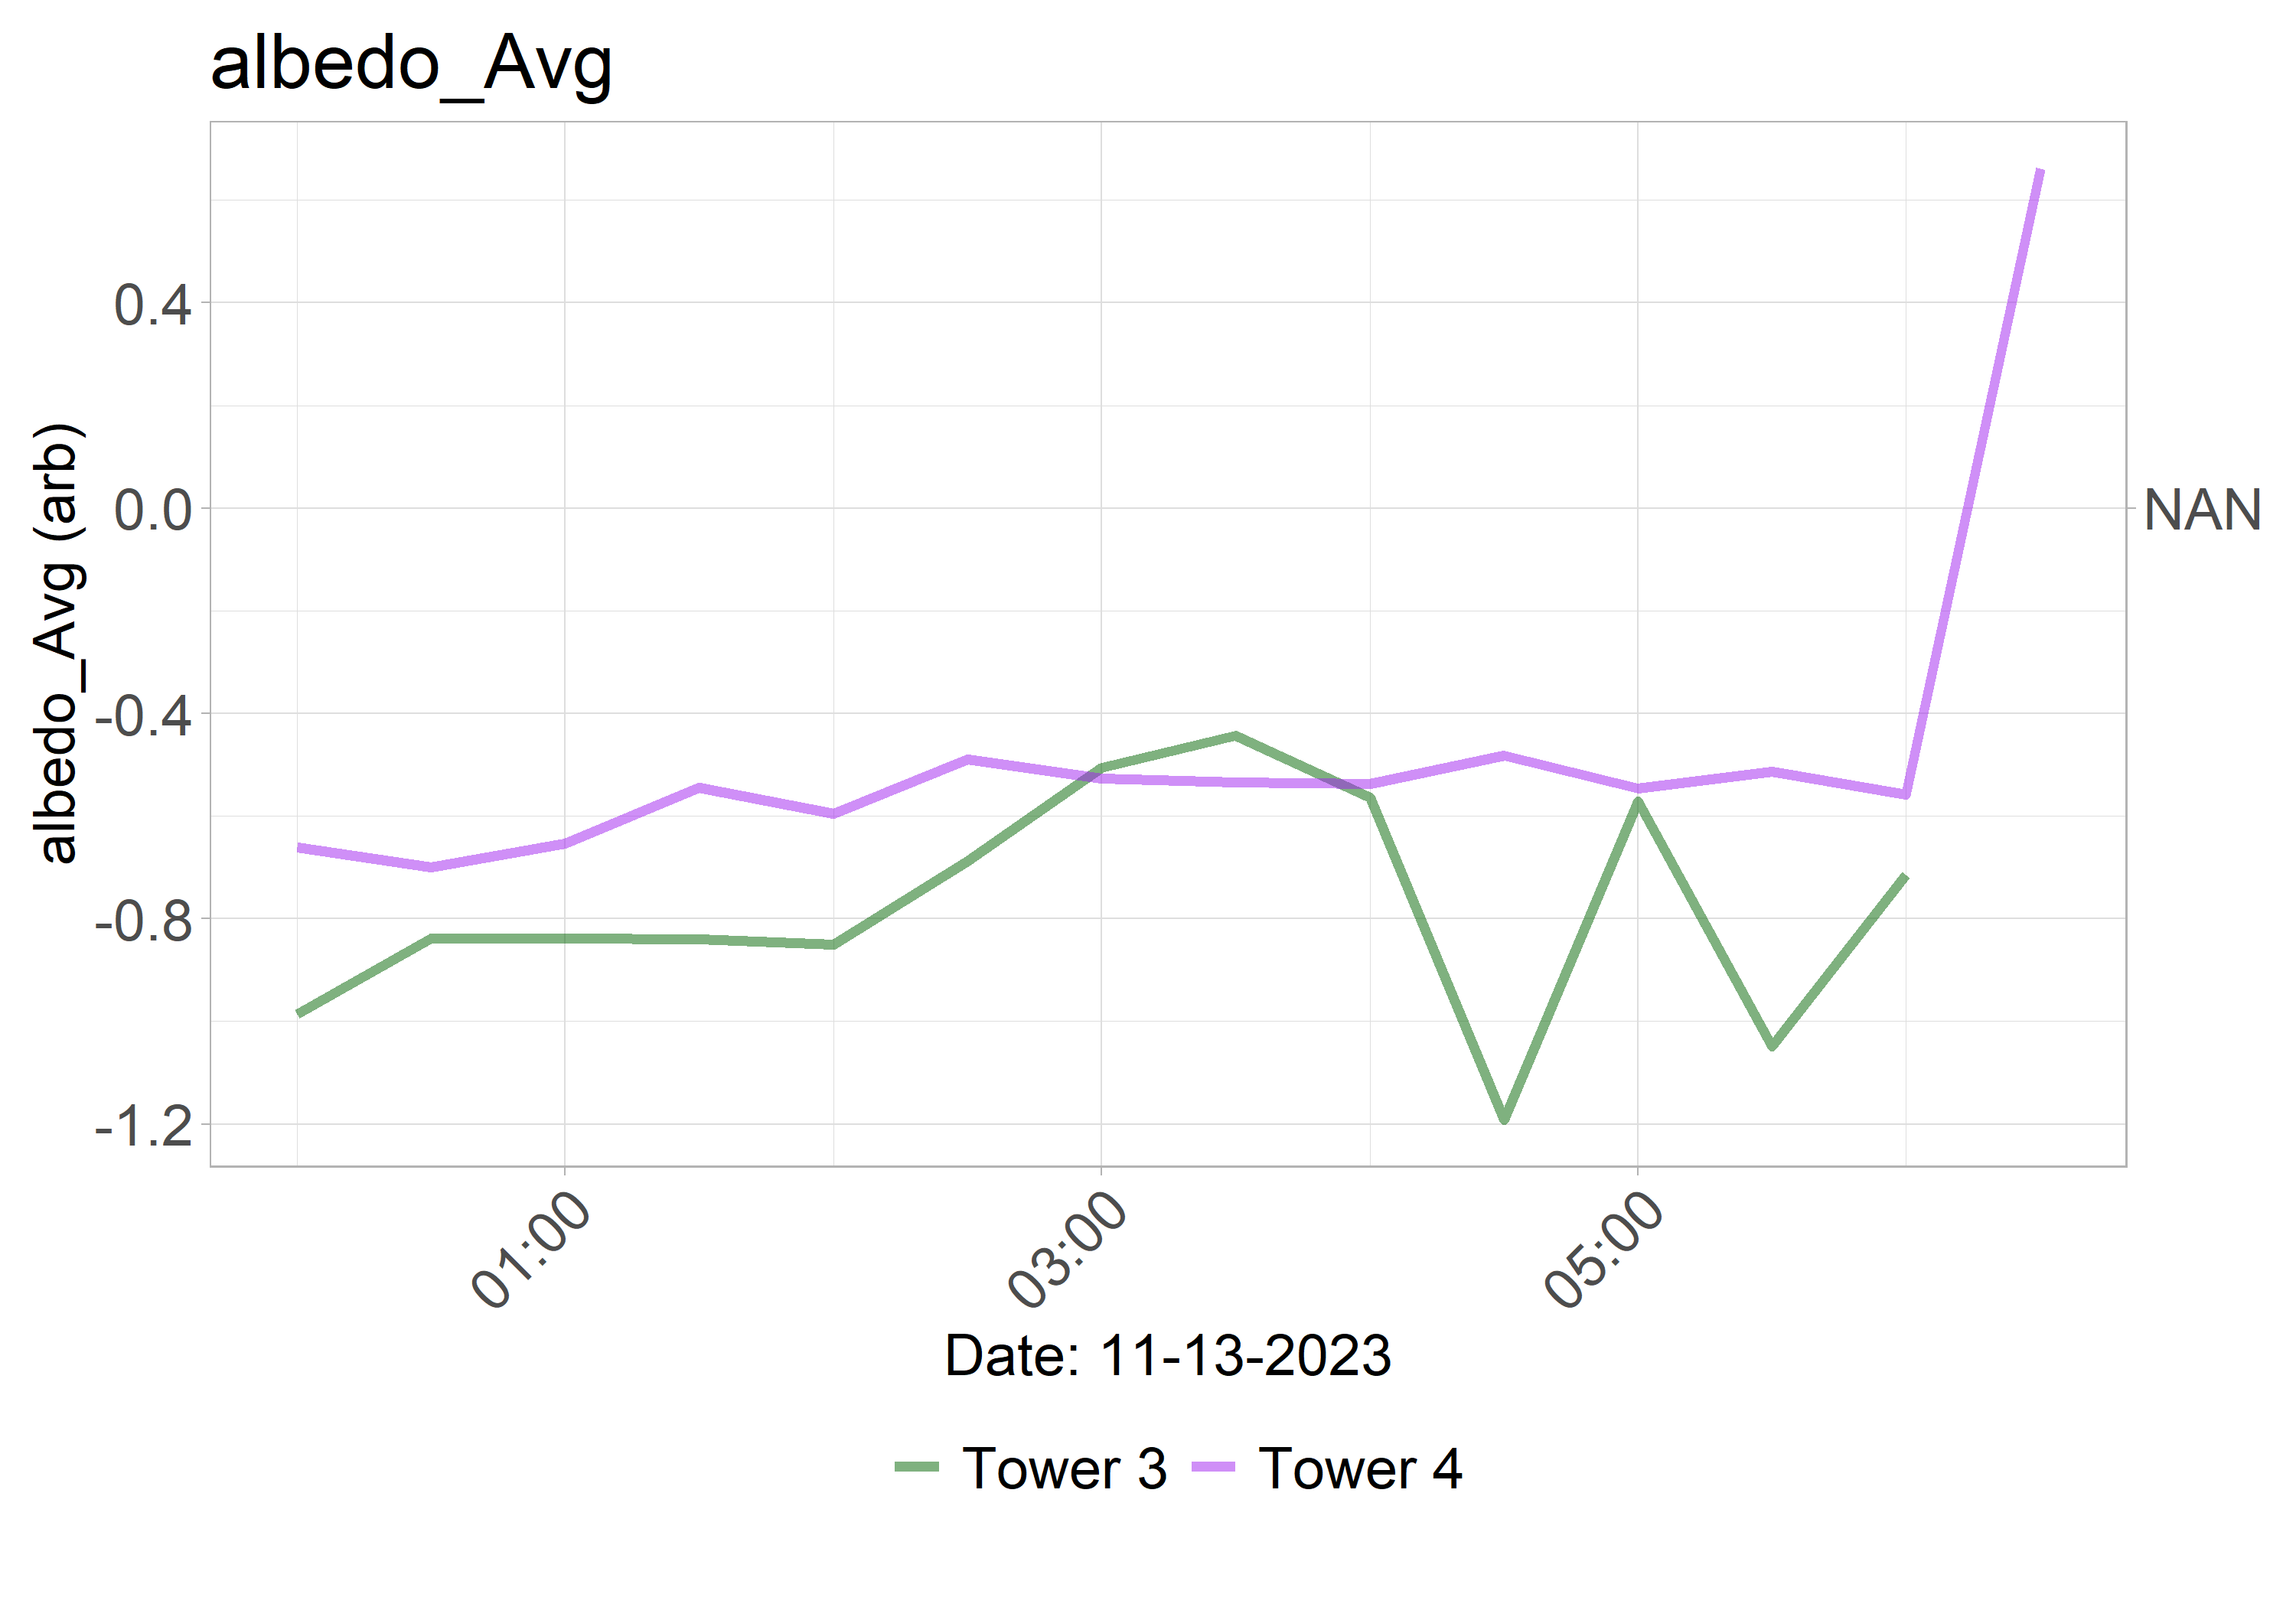 albedo_Avg
albedo_Avg (arb)
0.4
0.0
-0.4
-0.8
-1.2
NAN
01:00
03:00
05:00
Date: 11-13-2023
Tower 3
Tower 4